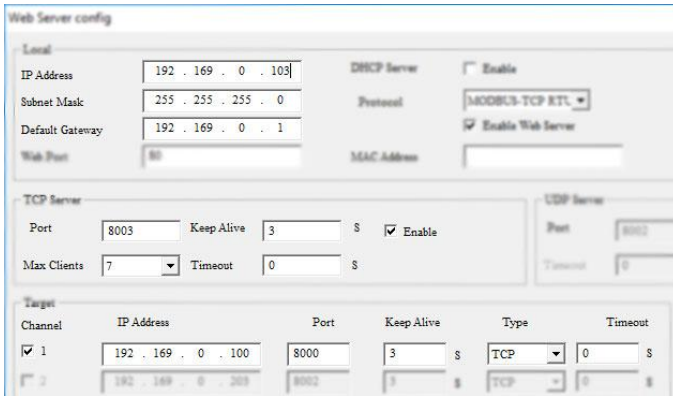 Web Server config
Local
IP Address 192 . 169 . 0 . 103 DHCP Server Enable
Subnet Mask 255 . 255 . 255 . 0 Protocol MODBUS-TCP RTU
Default Gateway 192 . 169 . 0 . 1 Enable Web Server
Web Port 80 MAC Address
TCP Server UDP Server
Port 8003 Keep Alive 3 S Enable Port 8002
Max Clients 7 Timeout 0 S Timeout 0
Target
Channel IP Address Port Keep Alive Type Timeout
1 192 . 169 . 0 . 100 8000 3 S TCP 0 S
2 192 . 169 . 0 . 203 8002 3 S TCP 0 S